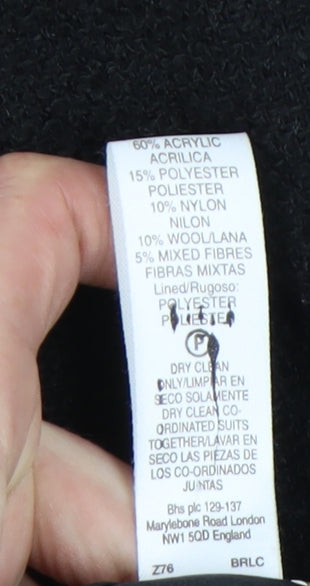 60% ACRYLIC
ACRILICA
15% POLYESTER
POLIESTER
10% NYLON
NILON
10% WOOL/LANA
5% MIXED FIBRES
FIBRAS MIXTAS
Lined/Rugoso:
POLYESTER
POLIESTER
P
DRY CLEAN
ONLY/LIMPIAR EN
SECO SOLAMENTE
DRY CLEAN CO-
ORDINATED SUITS
TOGETHER/LAVAR EN
SECO LAS PIEZAS DE
LOS CO-ORDINADOS
JUNTAS
Bhs plc 129-137
Marylebone Road London
NW1 5QD England
Z76 BRLC